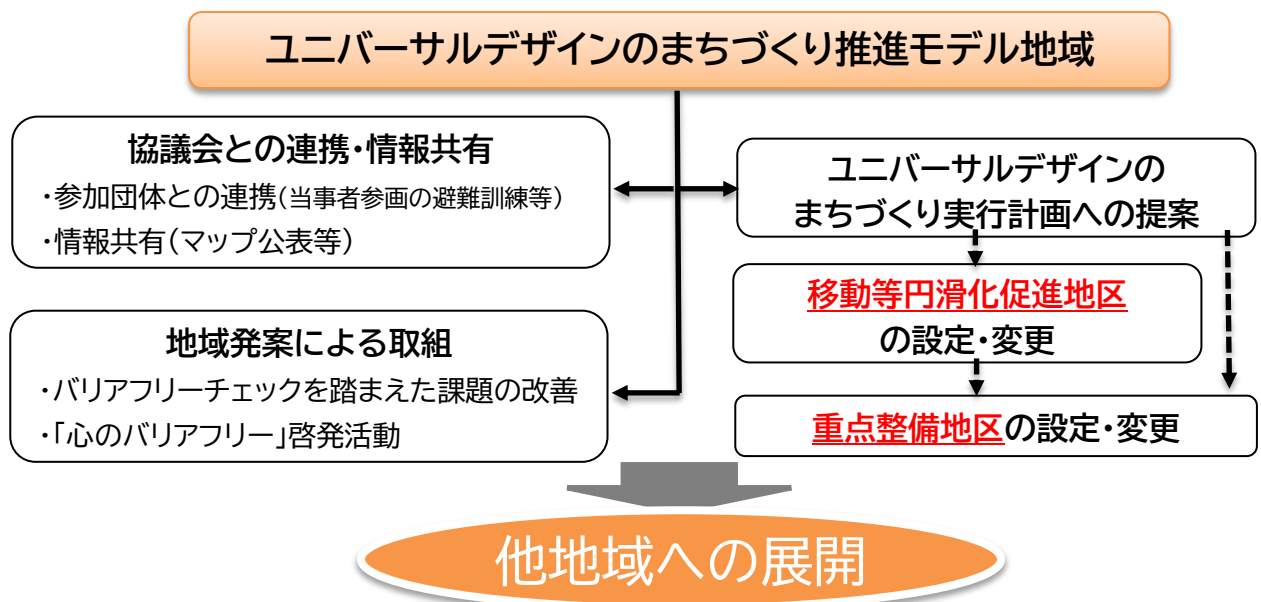 ユニバーサルデザインのまちづくり推進モデル地域
協議会との連携・情報共有
・参加団体との連携(当事者参画の避難訓練等)
・情報共有(マップ公表等)
地域発案による取組
・バリアフリーチェックを踏まえた課題の改善
・「心のバリアフリー」啓発活動
ユニバーサルデザインの
まちづくり実行計画への提案
移動等円滑化促進地区
の設定・変更
重点整備地区の設定・変更
他地域への展開